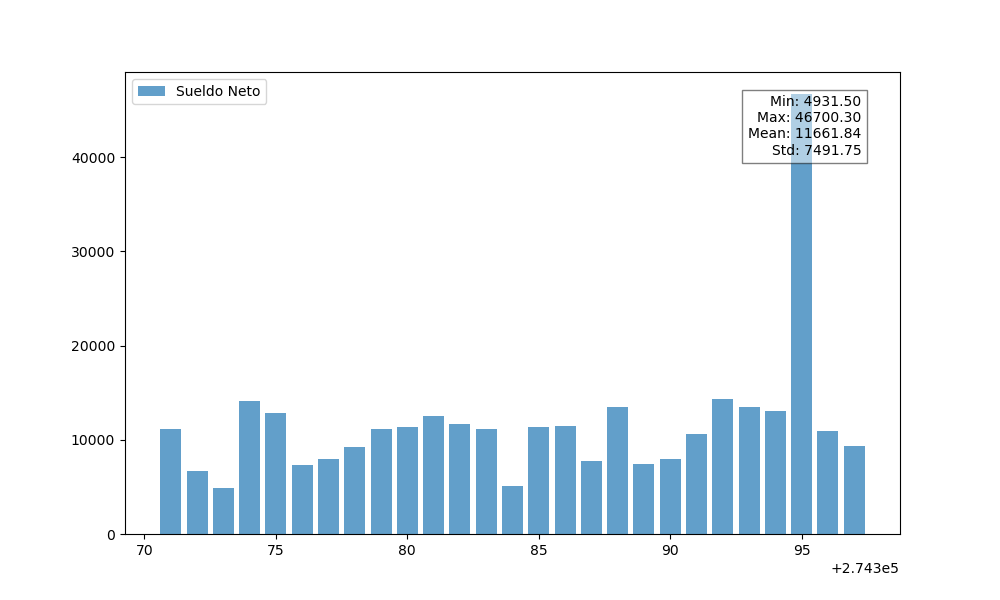 Sueldo Neto
Min: 4931.50
Max: 46700.30
Mean: 11661.84
Std: 7491.75
40000
30000
20000
10000
0
70 75 80 85 90 95
+2.743e5